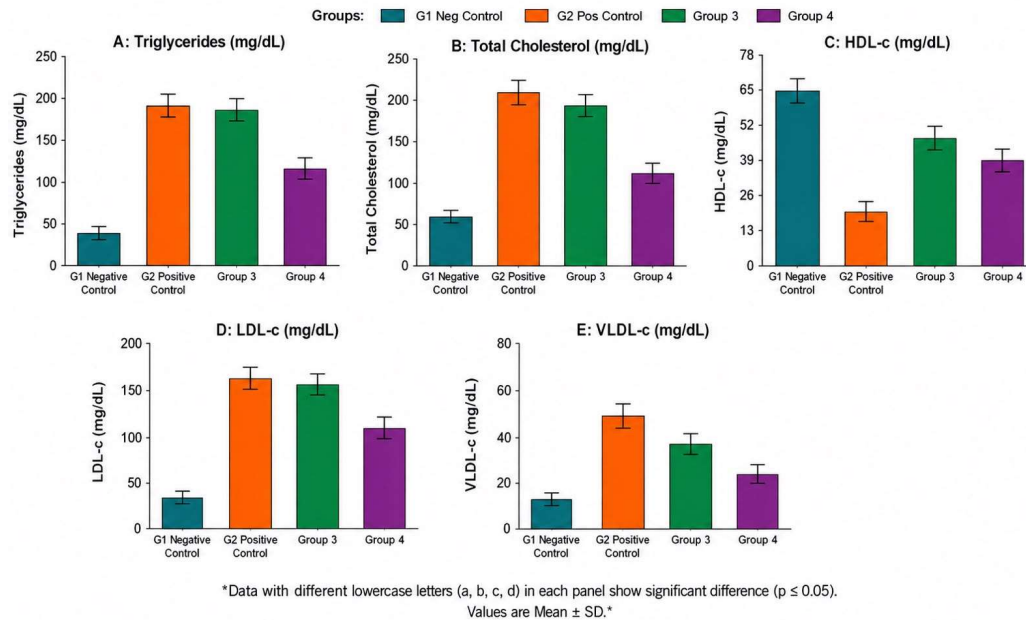 Groups: G1 Neg Control G2 Pos Control Group 3 Group 4
A: Triglycerides (mg/dL)
Triglycerides (mg/dL)
250
200
150
100
50
0
G1 Negative
Control
G2 Positive
Control
Group 3
Group 4
B: Total Cholesterol (mg/dL)
Total Cholesterol (mg/dL)
250
200
150
100
50
0
G1 Negative
Control
G2 Positive
Control
Group 3
Group 4
C: HDL-c (mg/dL)
HDL-c (mg/dL)
78
65
52
39
26
13
0
G1 Negative
Control
G2 Positive
Control
Group 3
Group 4
D: LDL-c (mg/dL)
LDL-c (mg/dL)
200
150
100
50
0
G1 Negative
Control
G2 Positive
Control
Group 3
Group 4
E: VLDL-c (mg/dL)
VLDL-c (mg/dL)
80
60
40
20
0
G1 Negative
Control
G2 Positive
Control
Group 3
Group 4
*Data with different lowercase letters (a, b, c, d) in each panel show significant difference (p ≤ 0.05).
Values are Mean ± SD.*